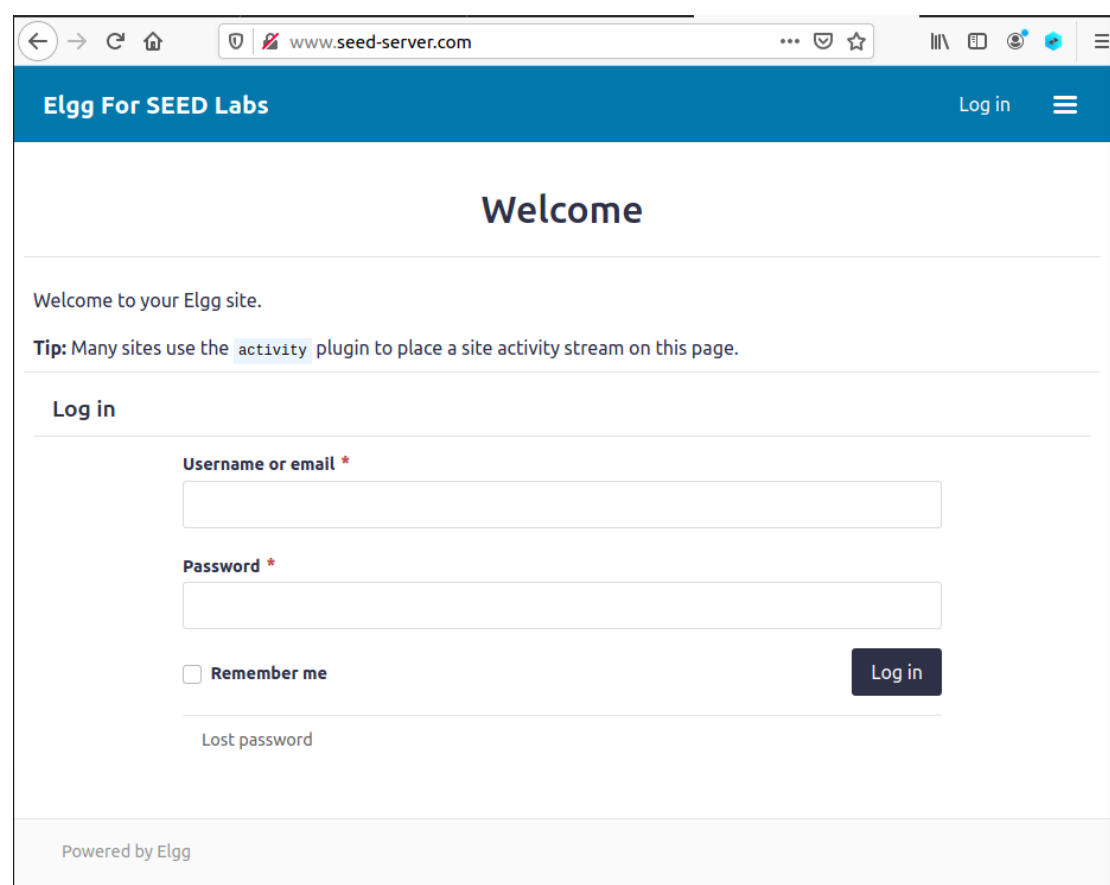 www.seed-server.com
Elgg For SEED Labs Log in
Welcome
Welcome to your Elgg site.
Tip: Many sites use the activity plugin to place a site activity stream on this page.
Log in
Username or email *
Password *
Remember me Log in
Lost password
Powered by Elgg